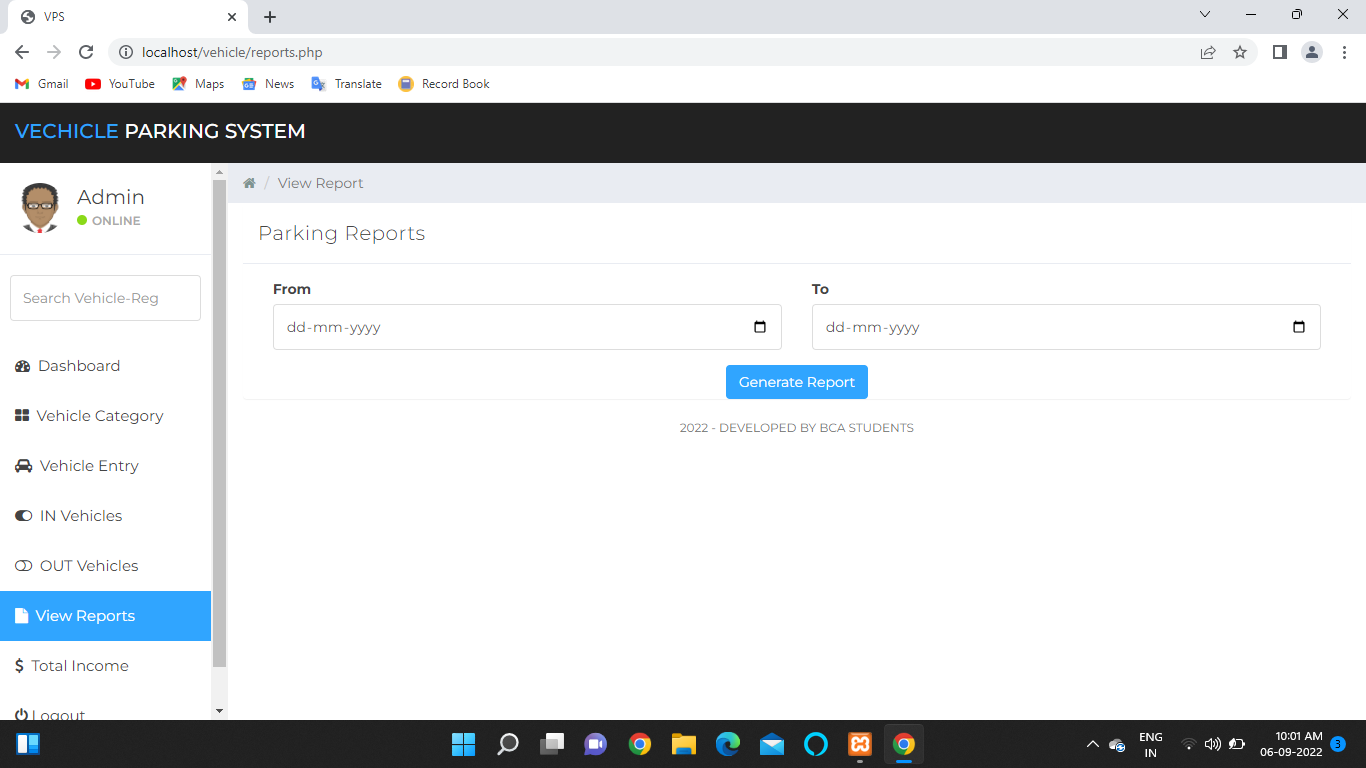 VPS
localhost/vehicle/reports.php
Gmail YouTube Maps News Translate Record Book
VECHICLE PARKING SYSTEM
Admin
ONLINE
Search Vehicle-Reg
Dashboard
Vehicle Category
Vehicle Entry
IN Vehicles
OUT Vehicles
View Reports
Total Income
Logout
/ View Report
Parking Reports
From To
dd-mm-yyyy dd-mm-yyyy
Generate Report
2022 - DEVELOPED BY BCA STUDENTS
ENG
IN
10:01 AM
06-09-2022
3